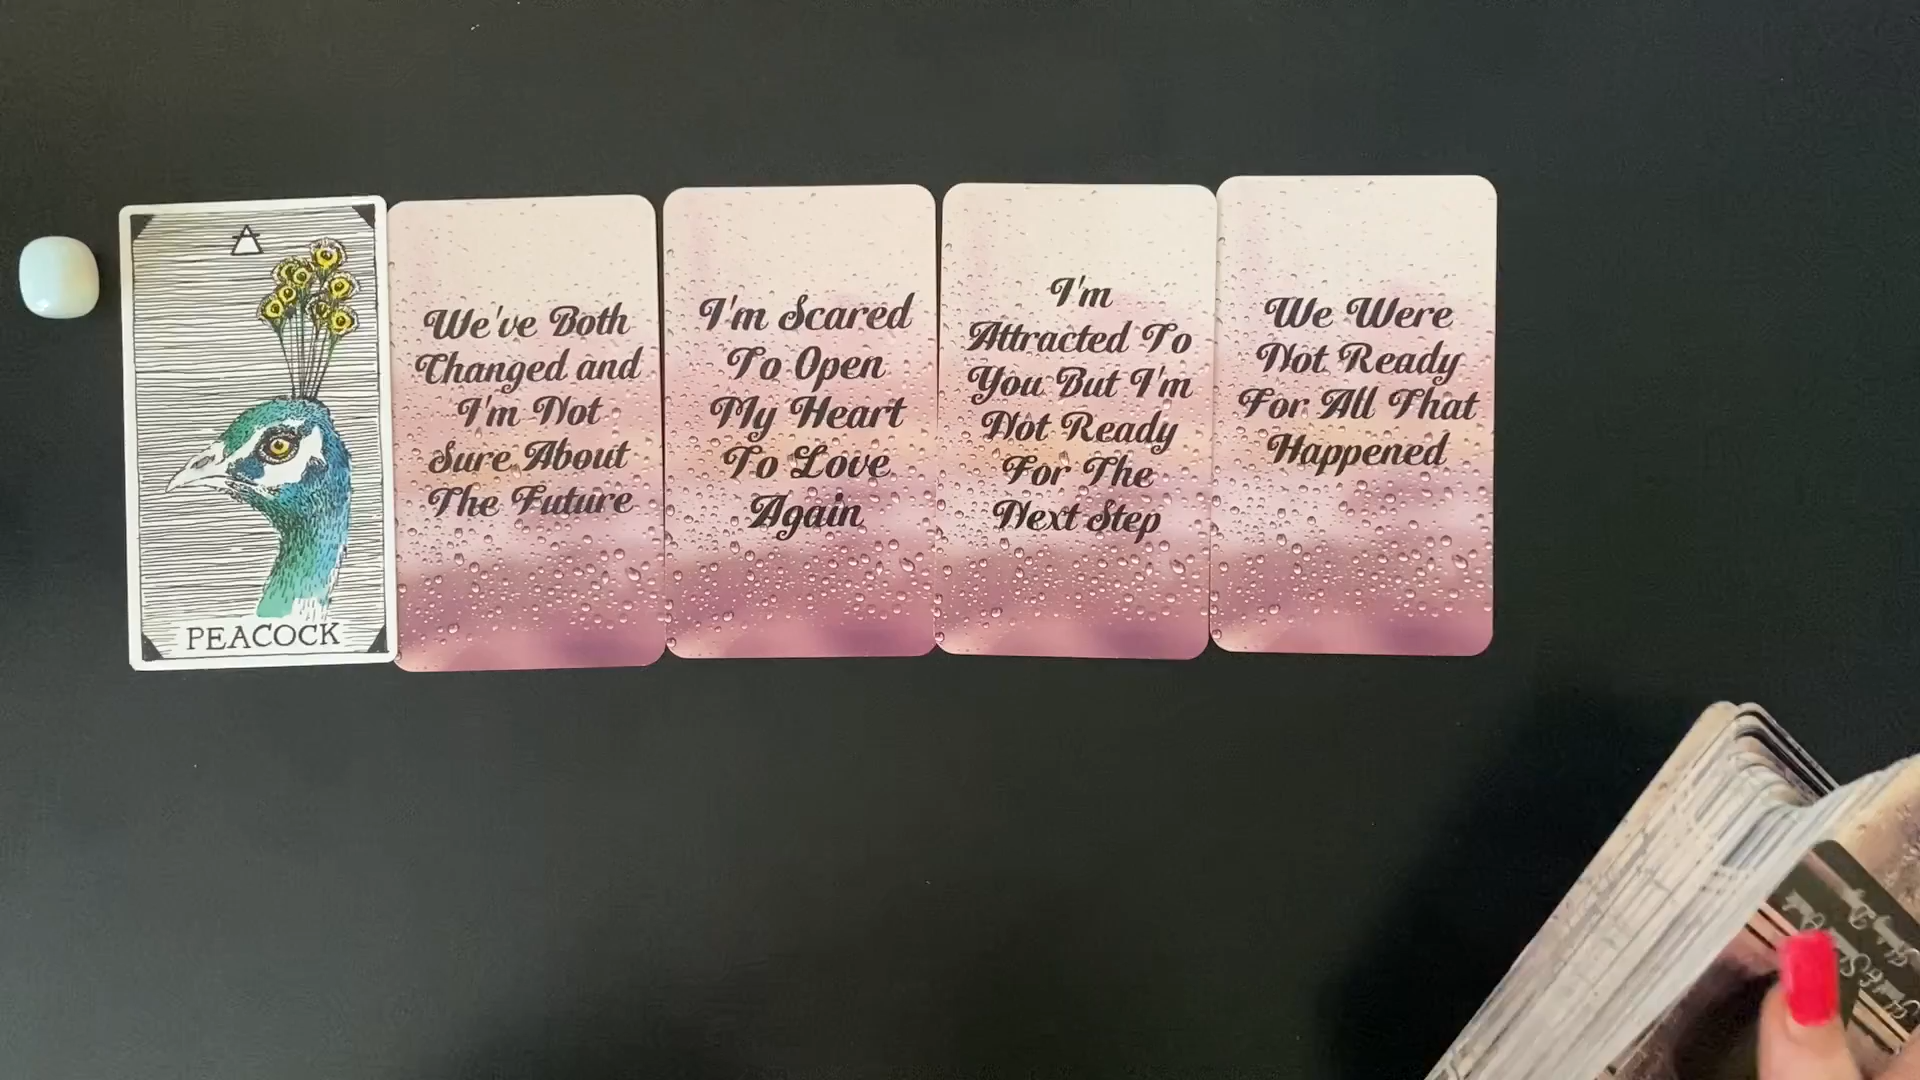 PEACOCK
We've Both
Changed and
I'm Not
Sure About
The Future
I'm Scared
To Open
My Heart
To Love
Again
I'm
Attracted To
You But I'm
Not Ready
For The
Next Step
We Were
Not Ready
For All That
Happened